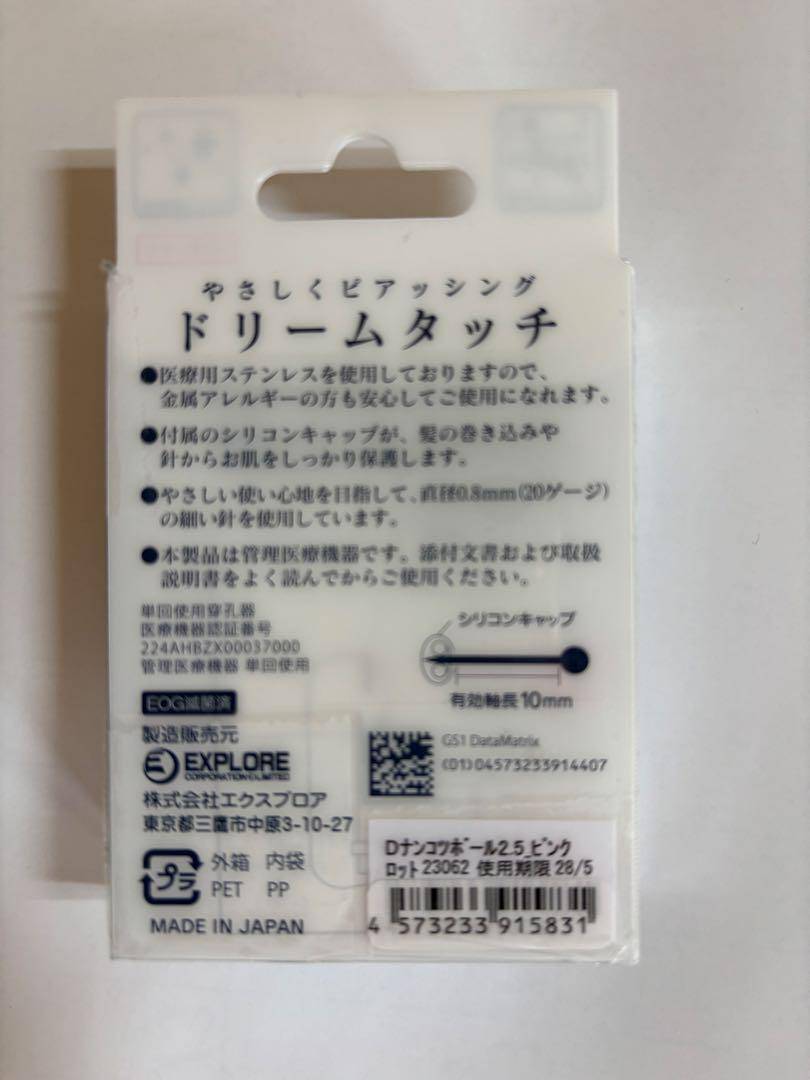 やさしくピアッシング
ドリームタッチ
●医療用ステンレスを使用しておりますので、
金属アレルギーの方も安心してご使用になれます。
●付属のシリコンキャップが、髪の巻き込みや
針からお肌をしっかり保護します。
●やさしい使い心地を目指して、直径0.8mm(20ゲージ)
の細い針を使用しています。
●本製品は管理医療機器です。添付文書および取扱
説明書をよく読んでからご使用ください。
単回使用穿孔器
医療機器認証番号
224AHBZX00037000
管理医療機器 単回使用
シリコンキャップ
有効軸長10mm
EOG滅菌済
製造販売元
EXPLORE
CORPORATION LIMITED
株式会社エクスプロア
東京都三鷹市中原3-10-27
GS1 DataMatrix
(01)04573233914407
プラ
外箱 内袋
PET PP
MADE IN JAPAN
Dナンコツボール2.5_ピンク
ロット23062 使用期限28/5
4 573233 915831